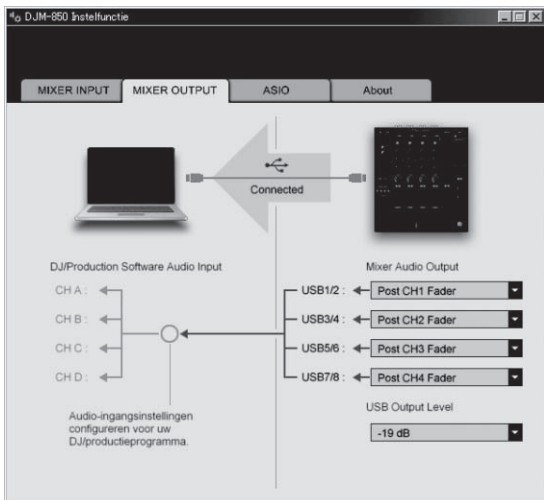 DJM-850 Instelfunctie
MIXER INPUT
MIXER OUTPUT
ASIO
About
Connected
DJ/Production Software Audio Input
Mixer Audio Output
CH A :
USB1/2 :
Post CH1 Fader
CH B :
USB3/4 :
Post CH2 Fader
CH C :
USB5/6 :
Post CH3 Fader
CH D :
USB7/8 :
Post CH4 Fader
Audio-ingangsinstellingen
configureren voor uw
DJ/productieprogramma.
USB Output Level
-19 dB